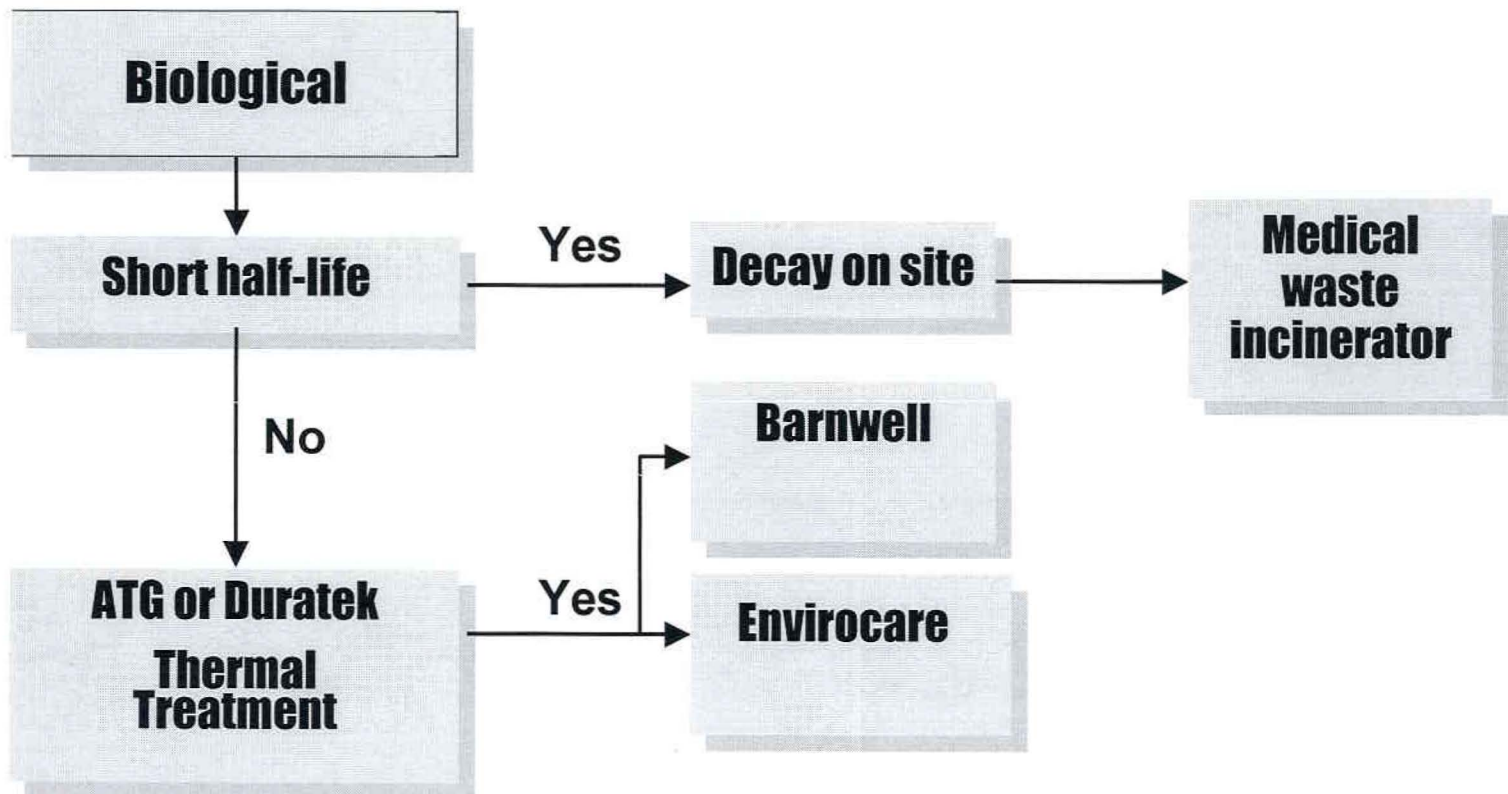 Biological
Short half-life
Yes
Decay on site
Medical
waste
incinerator
No
Barnwell
ATG or Duratek
Thermal
Treatment
Yes
Envirocare